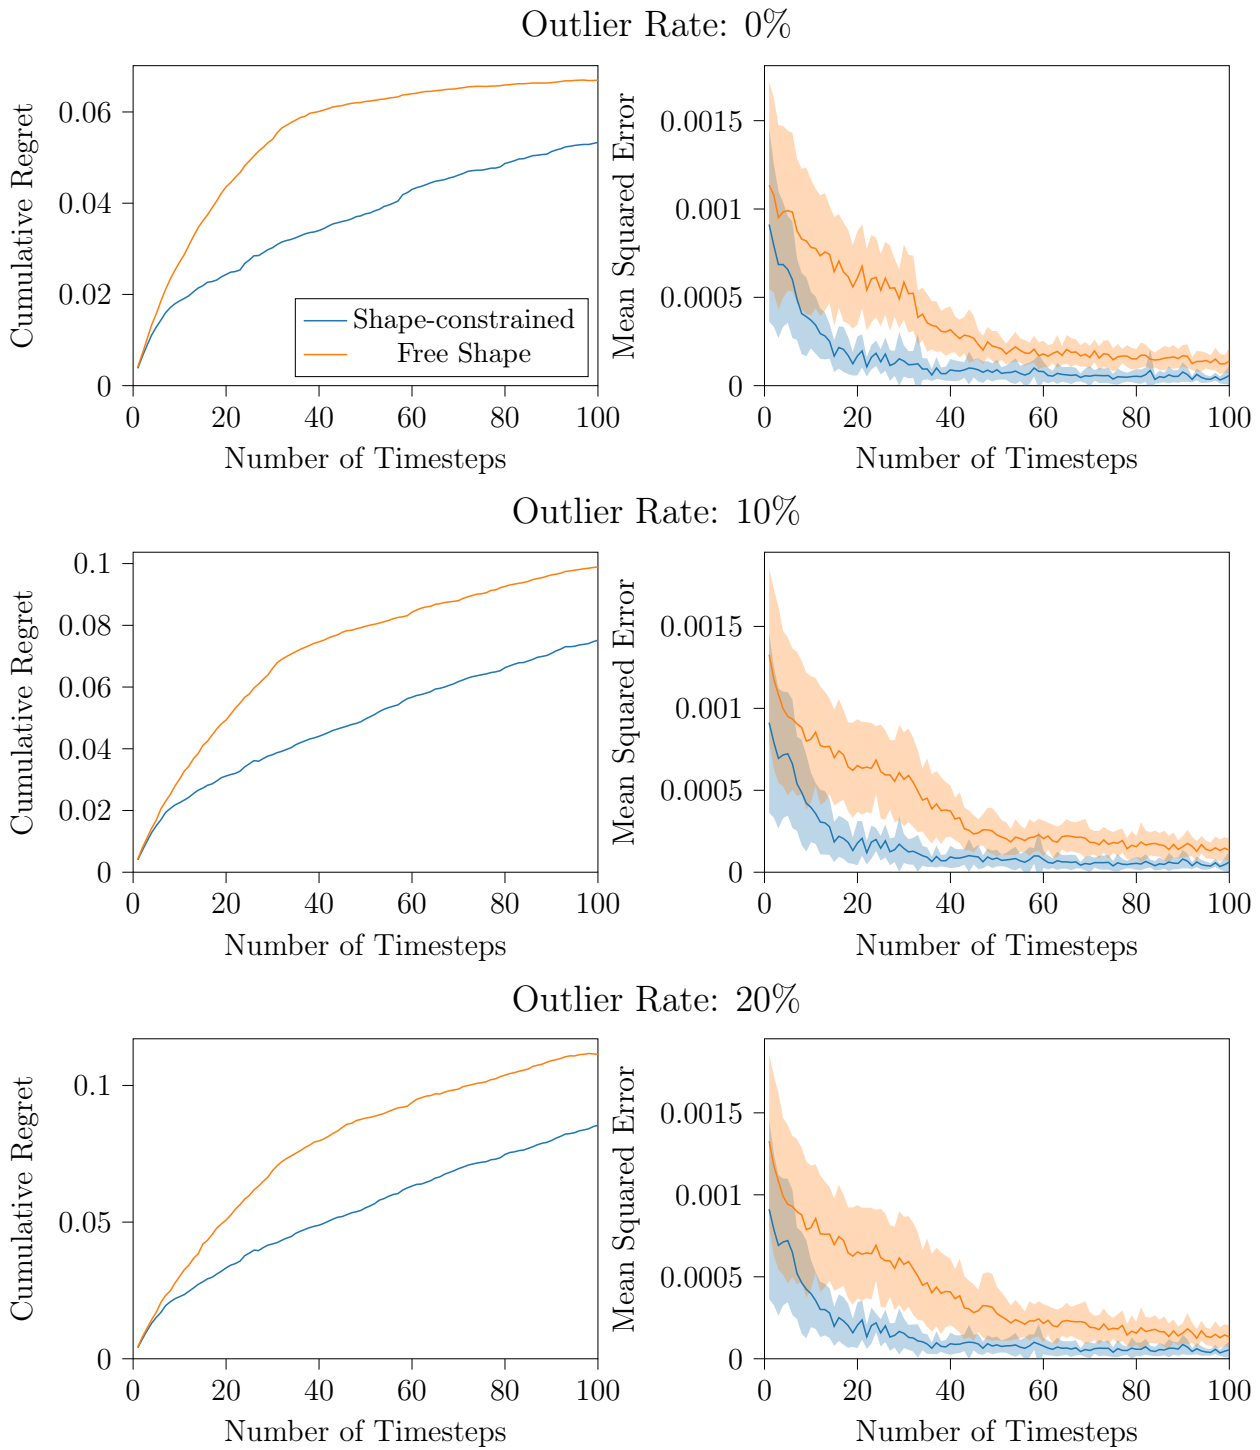 Outlier Rate: 0%
Cumulative Regret
0.06
0.04
0.02
0
0 20 40 60 80 100
Number of Timesteps
Shape-constrained
Free Shape
Mean Squared Error
0.0015
0.001
0.0005
0
0 20 40 60 80 100
Number of Timesteps
Outlier Rate: 10%
Cumulative Regret
0.1
0.08
0.06
0.04
0.02
0
0 20 40 60 80 100
Number of Timesteps
Mean Squared Error
0.0015
0.001
0.0005
0
0 20 40 60 80 100
Number of Timesteps
Outlier Rate: 20%
Cumulative Regret
0.1
0.05
0
0 20 40 60 80 100
Number of Timesteps
Mean Squared Error
0.0015
0.001
0.0005
0
0 20 40 60 80 100
Number of Timesteps